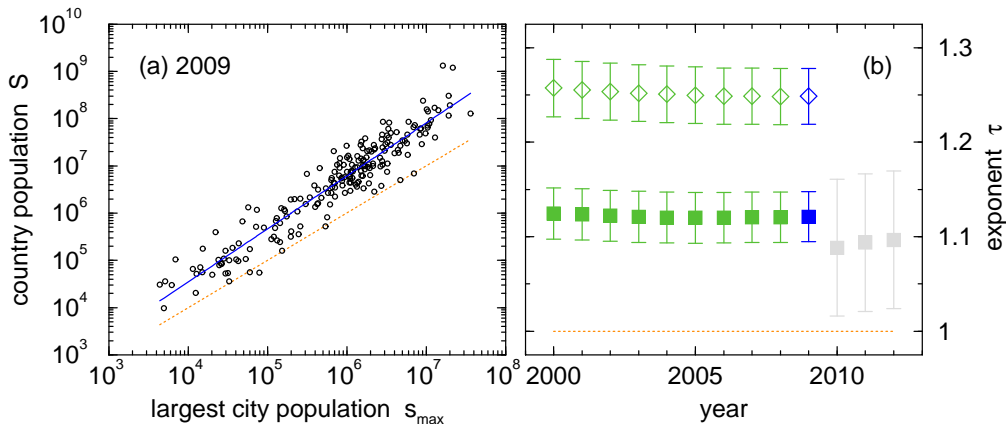 10^10
10^9
10^8
10^7
10^6
10^5
10^4
10^3
country population S
(a) 2009
10^3 10^4 10^5 10^6 10^7 10^8
largest city population s_max
(b)
1.3
1.2
1.1
1
exponent τ
2000 2005 2010
year